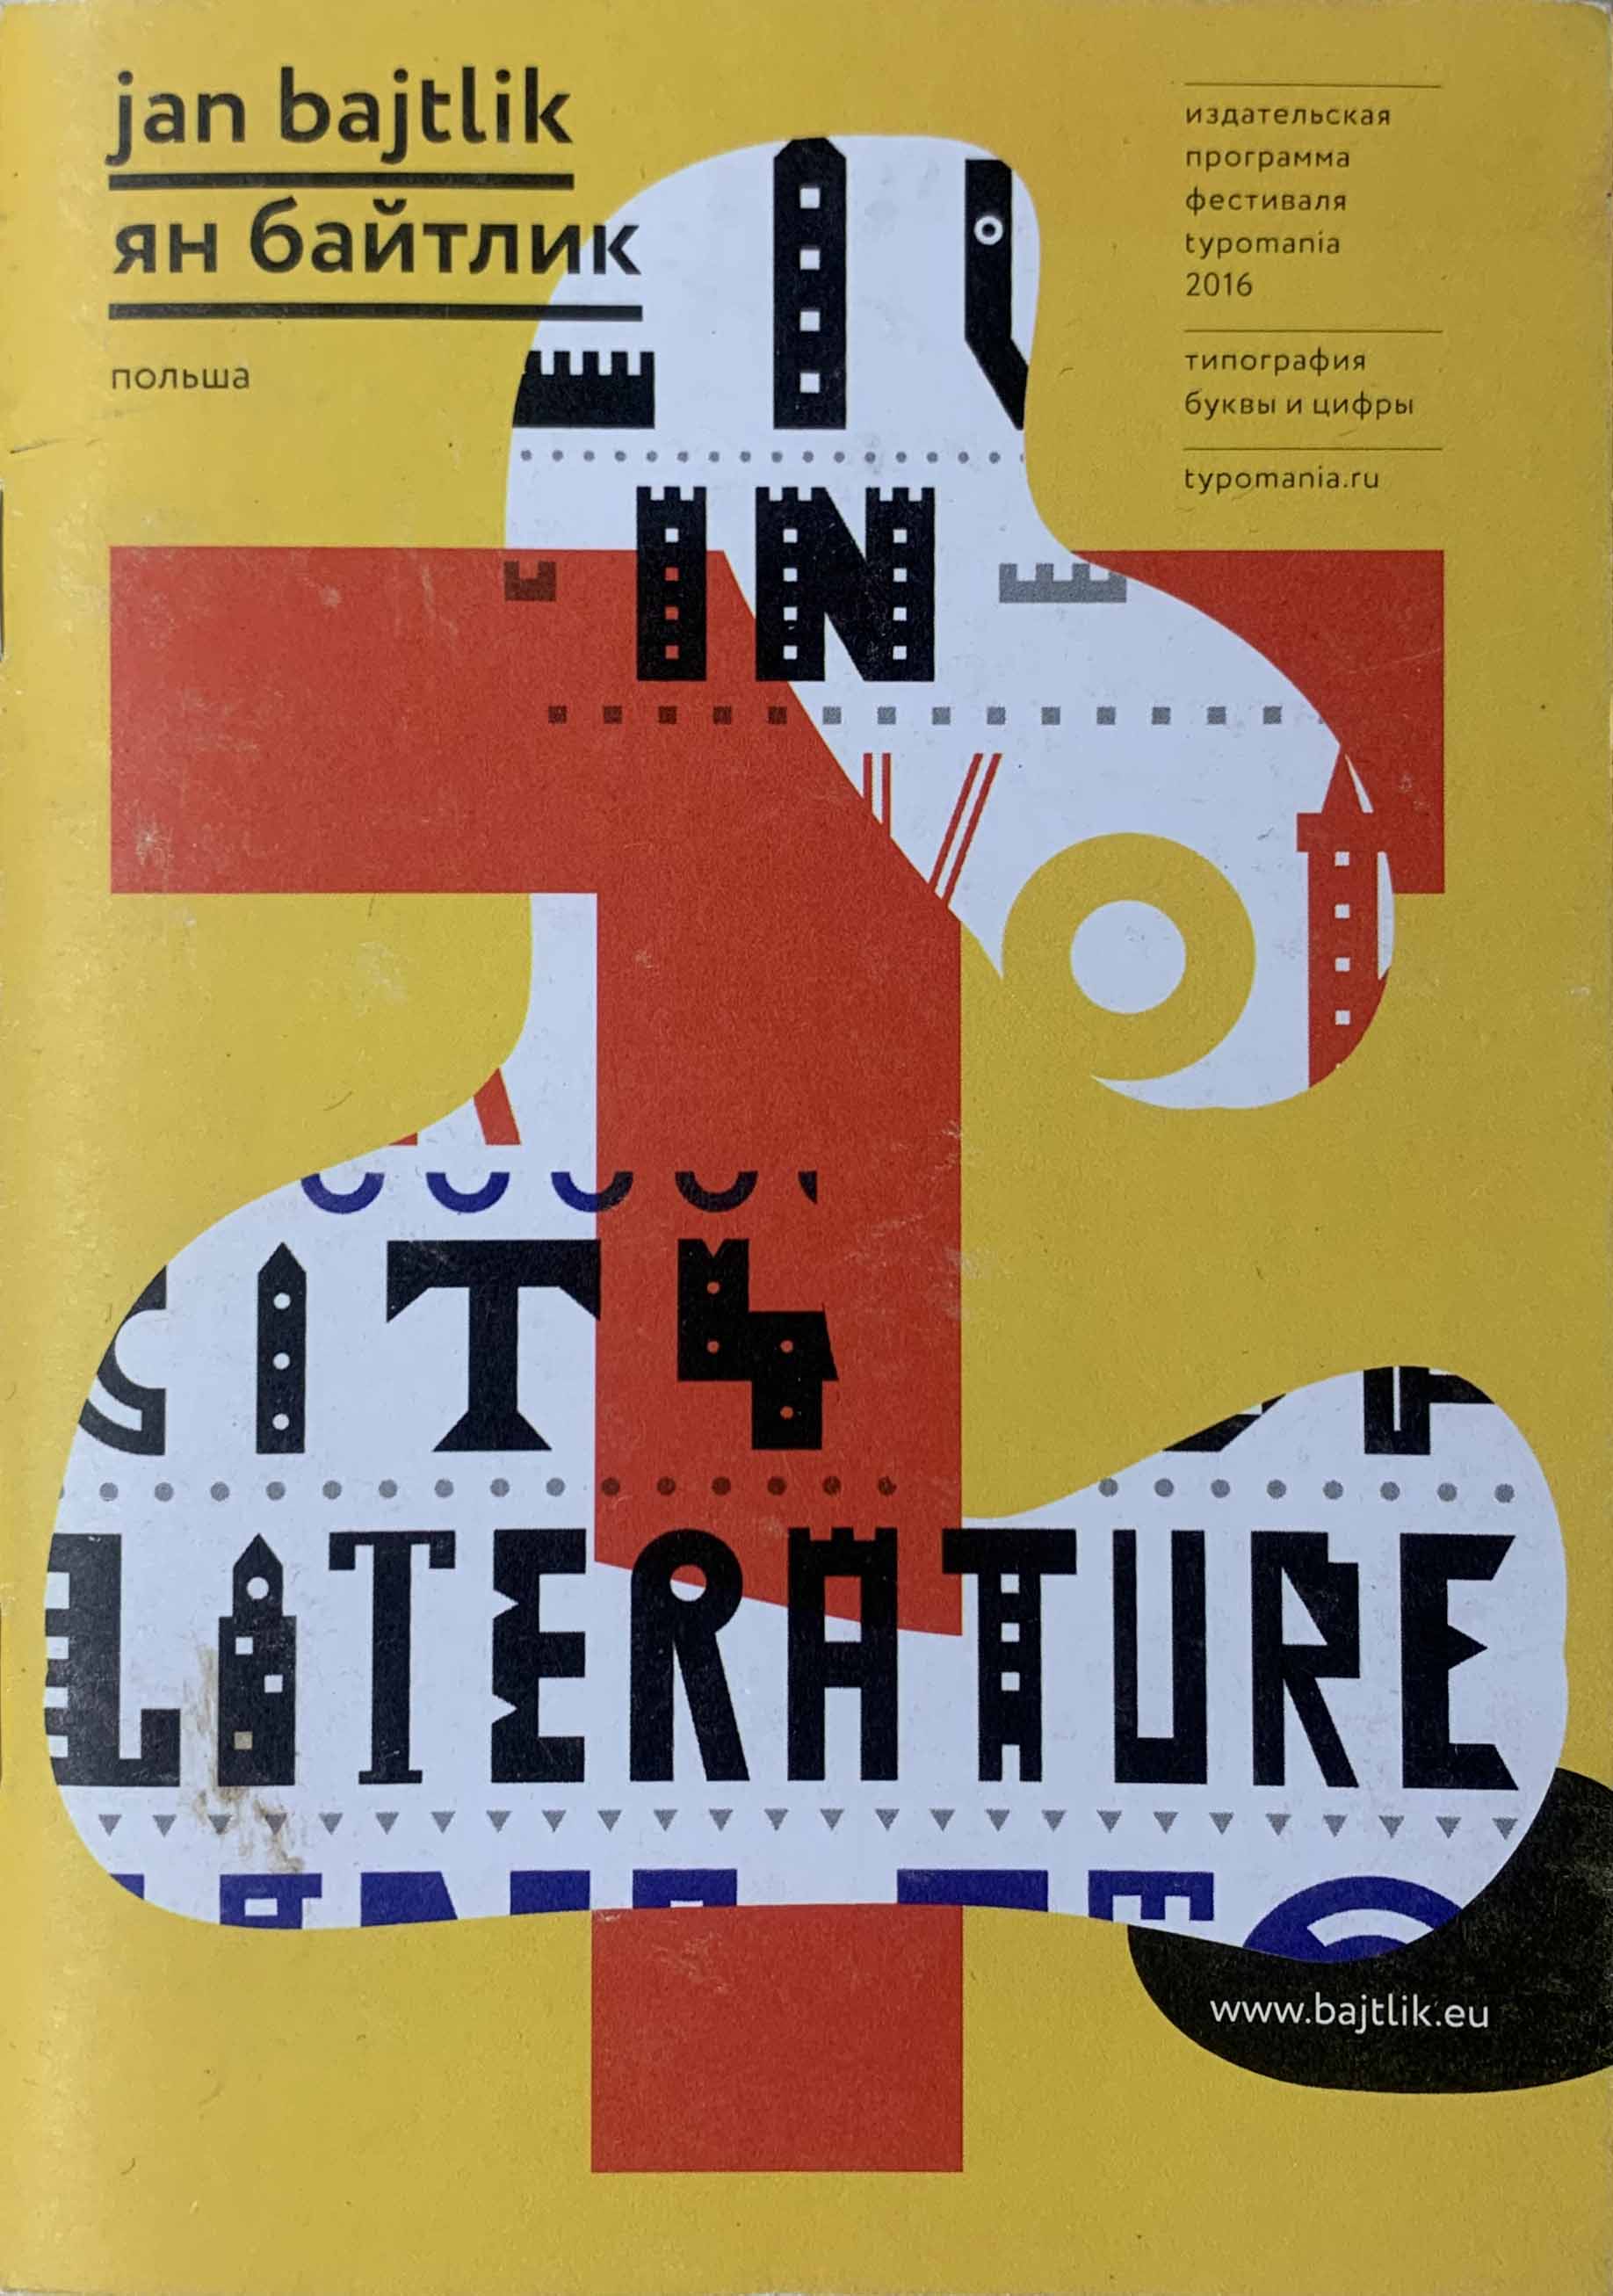 jan bajtlik
ян байтлик
польша
издательская
программа
фестиваля
typomania
2016
типография
буквы и цифры
typomania.ru
IN
CITY
LITERATURE
www.bajtlik.eu